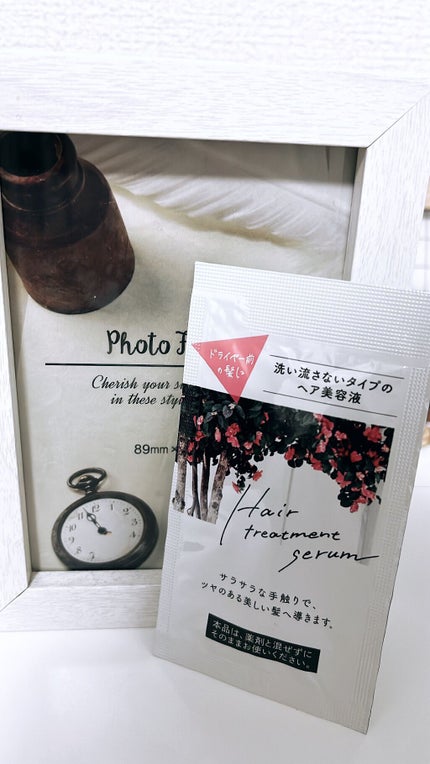 Photo
Cherish your
in these
89mm×
ドライヤー前
の髪に
洗い流さないタイプの
ヘア美容液
Hair
treatment
serum
サラサラな手触りで、
ツヤのある美しい髪へ導きます。
本品は、薬剤と混ぜずに
そのままお使いください。